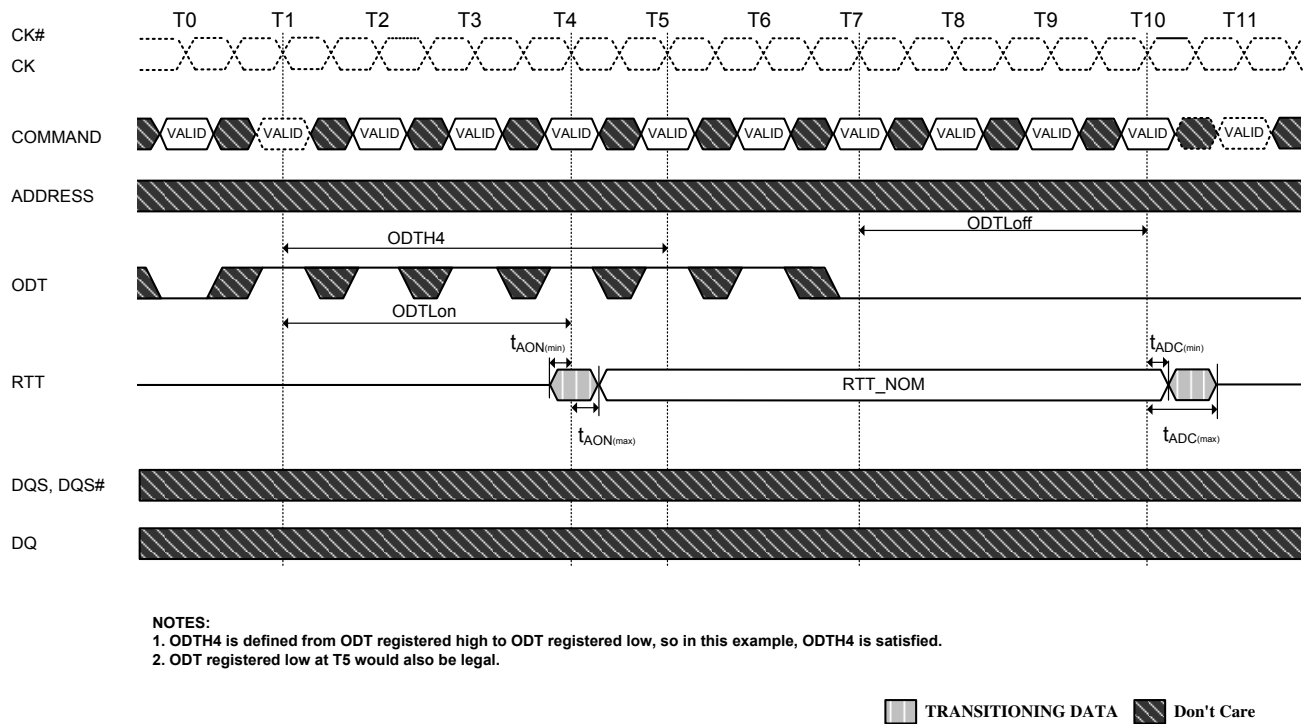 T0 T1 T2 T3 T4 T5 T6 T7 T8 T9 T10 T11
CK#
CK
COMMAND
VALID VALID VALID VALID VALID VALID VALID VALID VALID VALID VALID VALID
ADDRESS
ODTH4
ODTLoff
ODT
ODTLon
tAON(min)
tADC(min)
RTT
RTT_NOM
tAON(max)
tADC(max)
DQS, DQS#
DQ
NOTES:
1. ODTH4 is defined from ODT registered high to ODT registered low, so in this example, ODTH4 is satisfied.
2. ODT registered low at T5 would also be legal.
TRANSITIONING DATA Don't Care